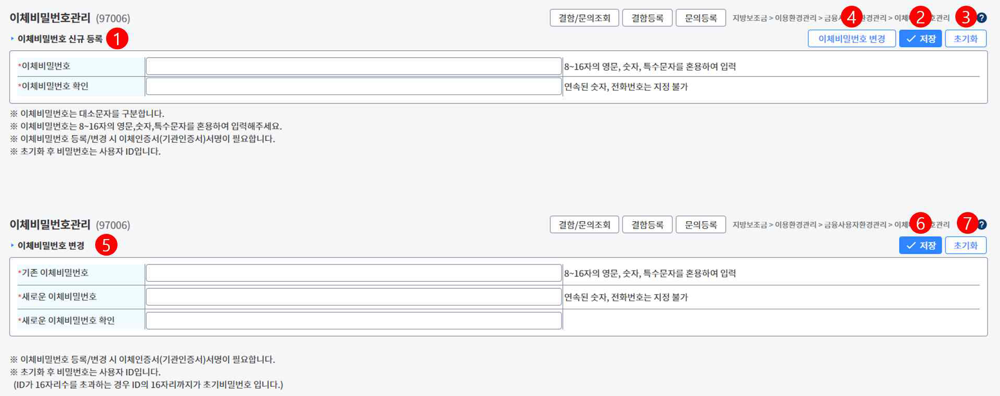 이체비밀번호관리 (97006) 결함/문의조회 결함등록 문의등록 지방보조금 > 이용환경관리 > 금융사 4 환경관리 > 이체 2 호관리 3 ?
이체비밀번호 신규 등록 1 이체비밀번호 변경 저장 초기화
*이체비밀번호 8~16자의 영문, 숫자, 특수문자를 혼용하여 입력
*이체비밀번호 확인 연속된 숫자, 전화번호는 지정 불가
※ 이체비밀번호는 대소문자를 구분합니다.
※ 이체비밀번호는 8~16자의 영문,숫자,특수문자를 혼용하여 입력해주세요.
※ 이체비밀번호 등록/변경 시 이체인증서(기관인증서)서명이 필요합니다.
※ 초기화 후 비밀번호는 사용자 ID입니다.
이체비밀번호관리 (97006) 결함/문의조회 결함등록 문의등록 지방보조금 > 이용환경관리 > 금융사용자환경관리 > 이체 6 호관리 7 ?
이체비밀번호 변경 5 저장 초기화
*기존 이체비밀번호 8~16자의 영문, 숫자, 특수문자를 혼용하여 입력
*새로운 이체비밀번호 연속된 숫자, 전화번호는 지정 불가
*새로운 이체비밀번호 확인
※ 이체비밀번호 등록/변경 시 이체인증서(기관인증서)서명이 필요합니다.
※ 초기화 후 비밀번호는 사용자 ID입니다.
(ID가 16자리수를 초과하는 경우 ID의 16자리까지가 초기비밀번호 입니다.)